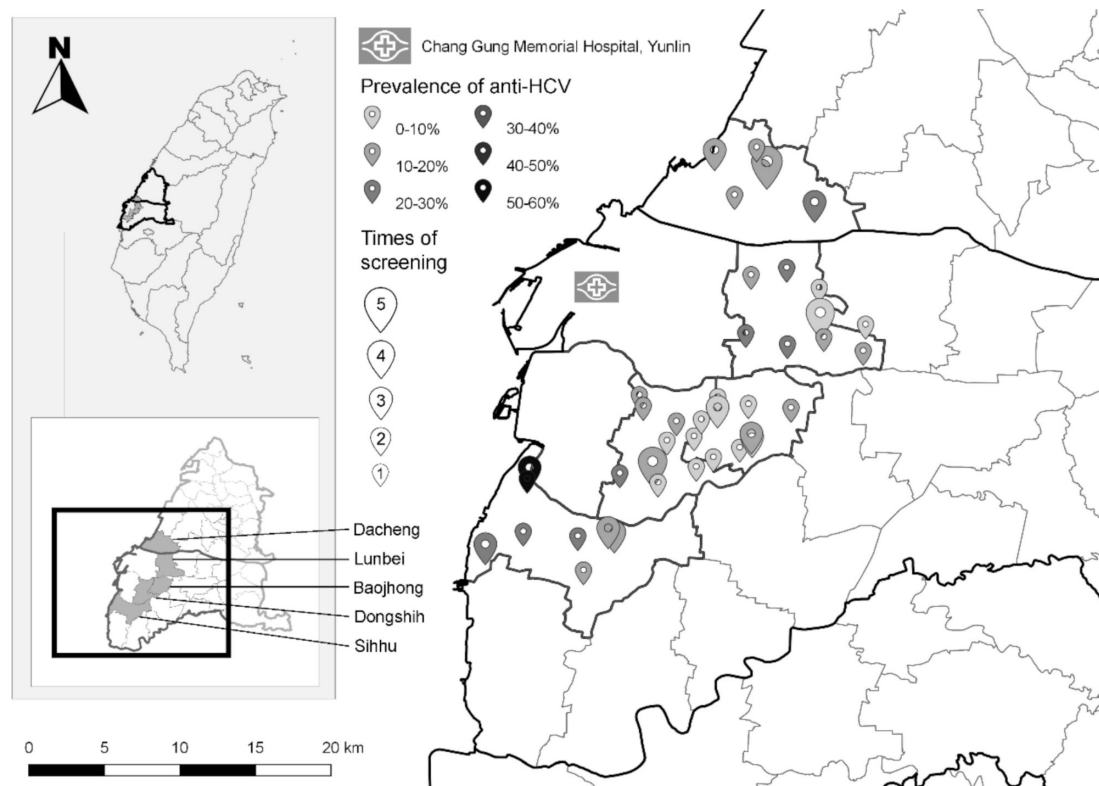 N
Chang Gung Memorial Hospital, Yunlin
Prevalence of anti-HCV
0-10%
30-40%
10-20%
40-50%
20-30%
50-60%
Times of
screening
5
4
3
2
1
Dacheng
Lunbei
Baojhong
Dongshih
Sihhu
0 5 10 15 20 km